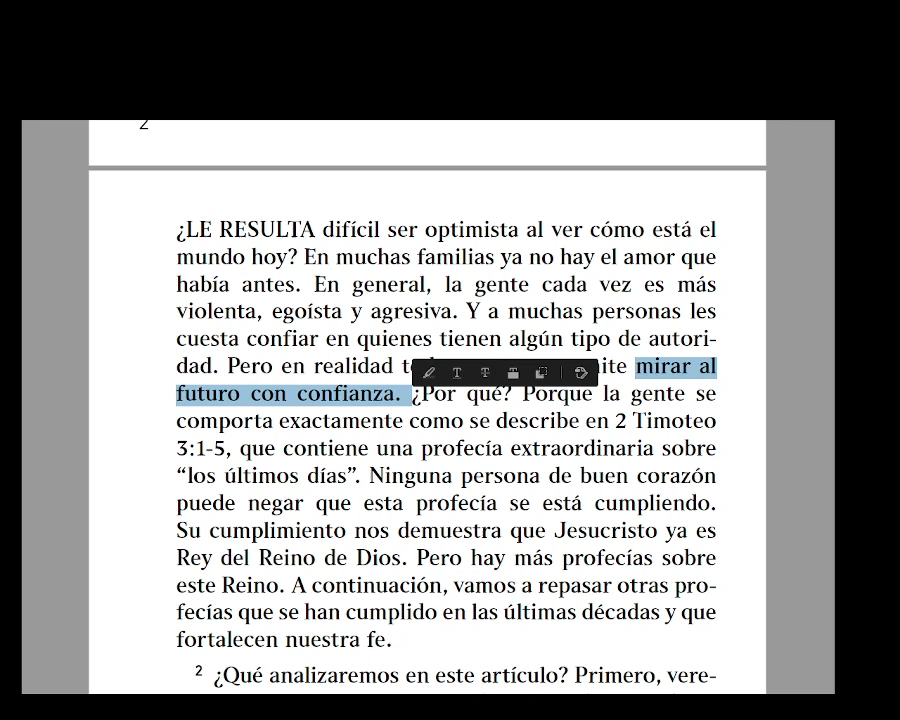 2
¿LE RESULTA difícil ser optimista al ver cómo está el
mundo hoy? En muchas familias ya no hay el amor que
había antes. En general, la gente cada vez es más
violenta, egoísta y agresiva. Y a muchas personas les
cuesta confiar en quienes tienen algún tipo de autori-
dad. Pero en realidad mirar al
futuro con confianza. ¿Por qué? Porque la gente se
comporta exactamente como se describe en 2 Timoteo
3:1-5, que contiene una profecía extraordinaria sobre
“los últimos días”. Ninguna persona de buen corazón
puede negar que esta profecía se está cumpliendo.
Su cumplimiento nos demuestra que Jesucristo ya es
Rey del Reino de Dios. Pero hay más profecías sobre
este Reino. A continuación, vamos a repasar otras pro-
fecías que se han cumplido en las últimas décadas y que
fortalecen nuestra fe.
2 ¿Qué analizaremos en este artículo? Primero, vere-